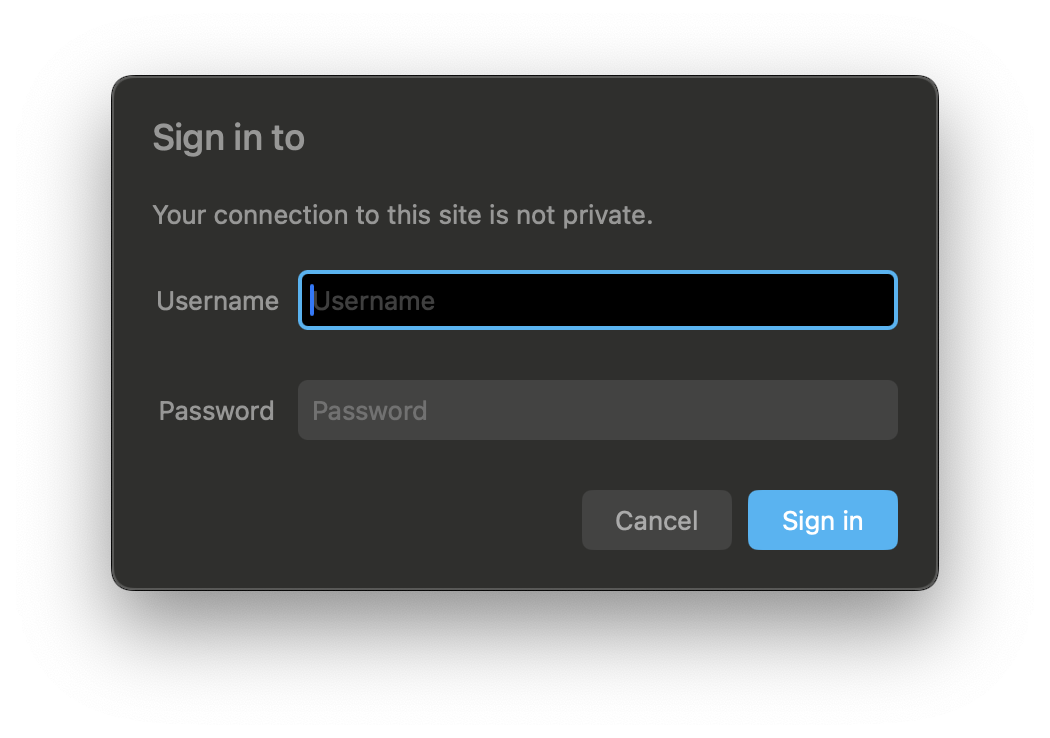 Sign in to
Your connection to this site is not private.
Username Username
Password Password
Cancel Sign in